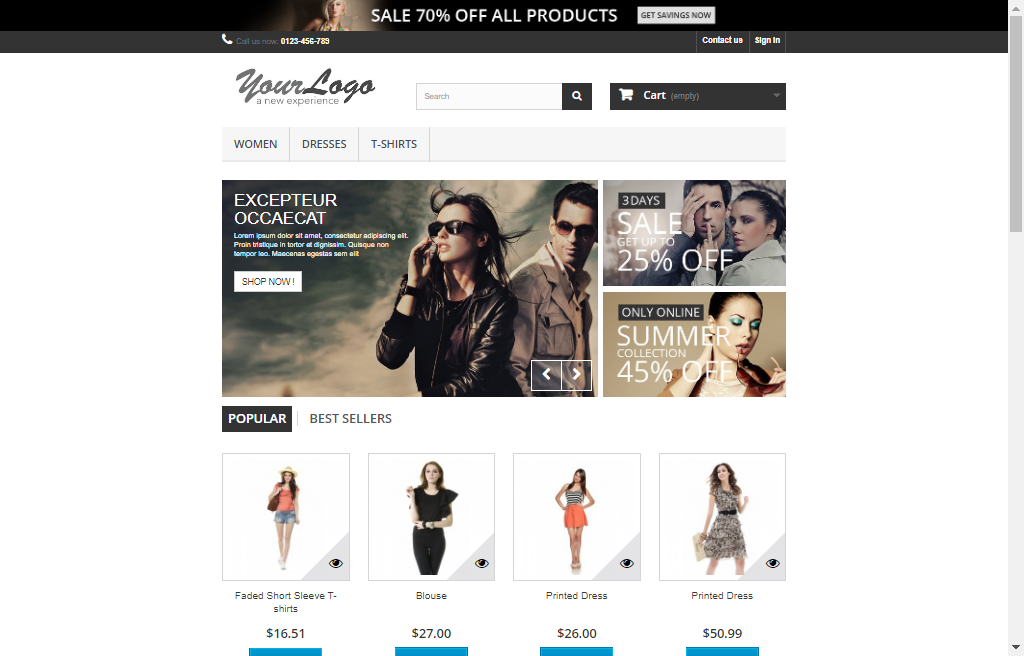 SALE 70% OFF ALL PRODUCTS GET SAVINGS NOW
Call us now: 0123-456-789 Contact us Sign in
YourLogo
a new experience
Search
Cart (empty)
WOMEN DRESSES T-SHIRTS
EXCEPTEUR
OCCAECAT
Lorem ipsum dolor sit amet, consectetur adipiscing elit.
Proin tristique in tortor et dignissim. Quisque non
tempor leo. Maecenas egestas sem elit
SHOP NOW !
3 DAYS
SALE
GET UP TO
25% OFF
ONLY ONLINE
SUMMER
COLLECTION
45% OFF
POPULAR BEST SELLERS
Faded Short Sleeve T-
shirts
$16.51
Blouse
$27.00
Printed Dress
$26.00
Printed Dress
$50.99